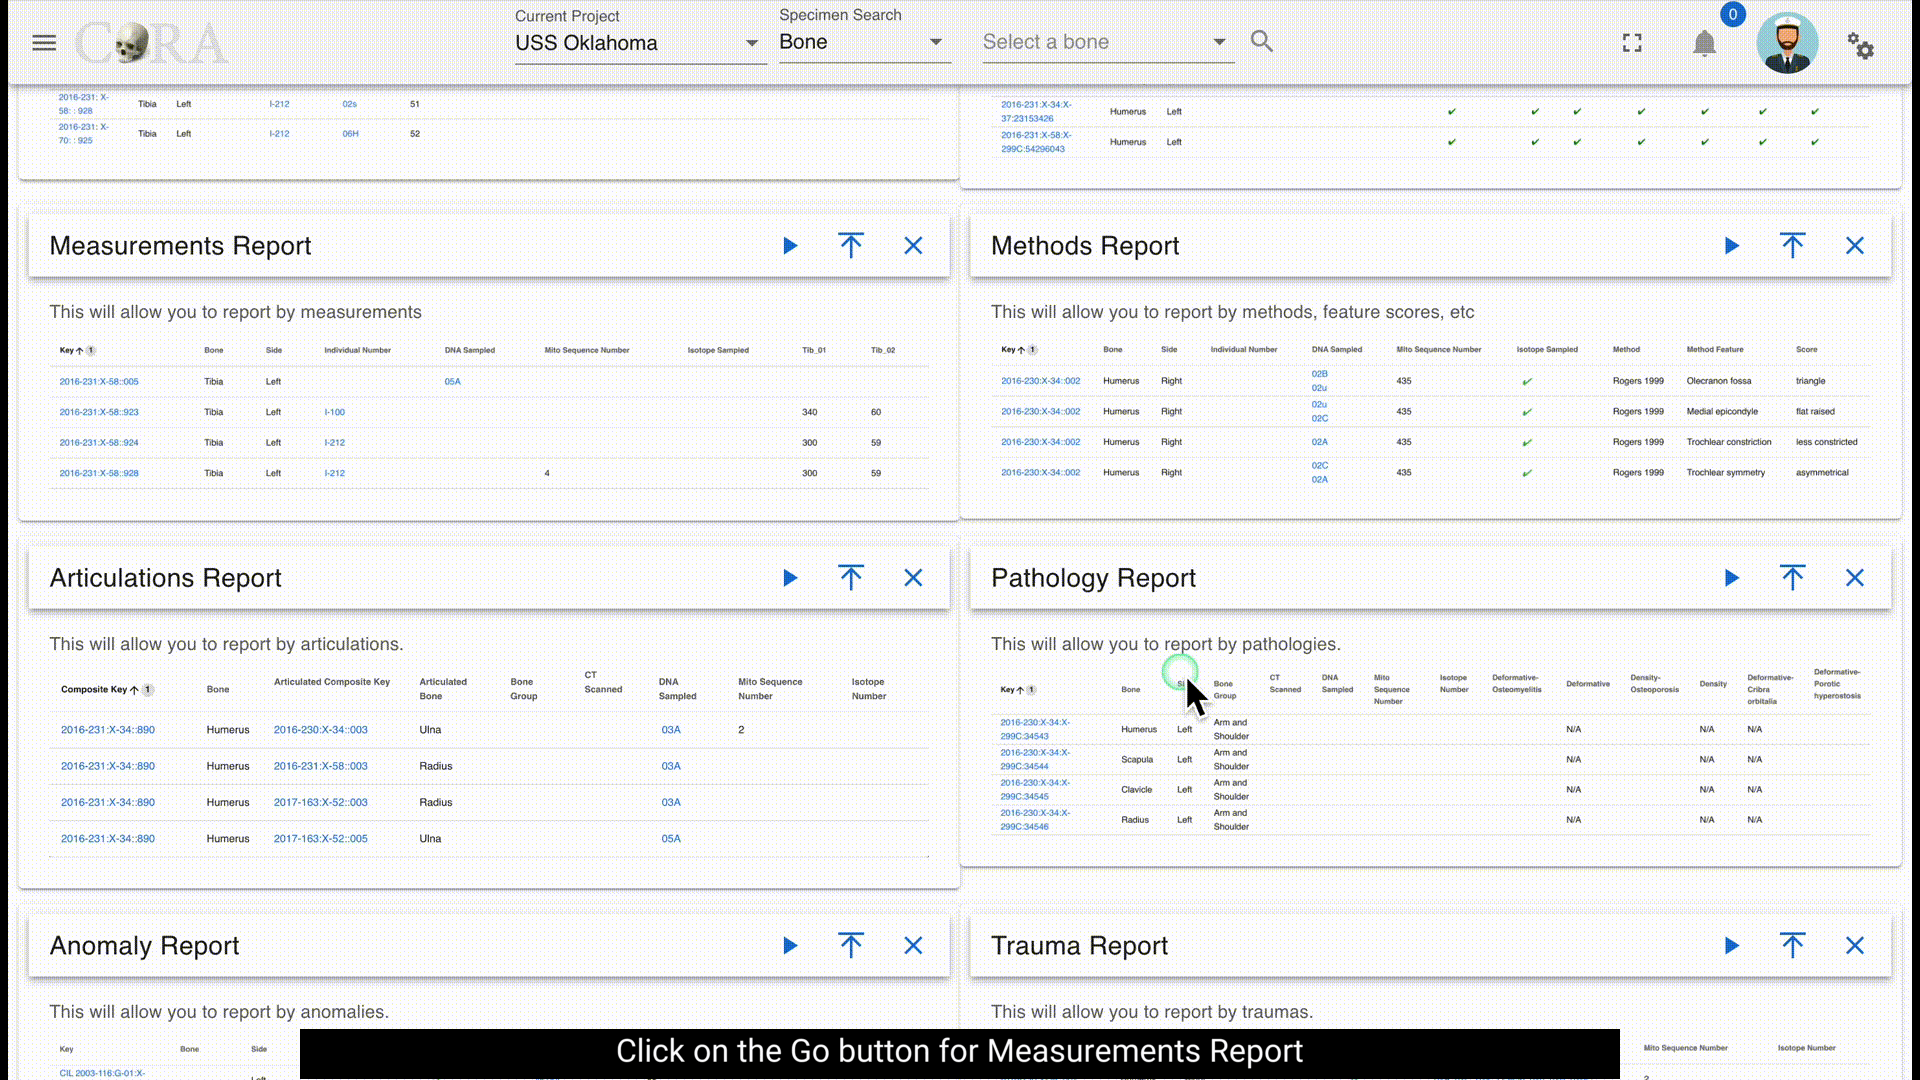 CORA
Current Project
USS Oklahoma
Specimen Search
Bone
Select a bone
0
2016-231: X-
58: : 928
Tibia Left I-212 02s 51
2016-231: X-
70: : 925
Tibia Left I-212 06H 52
2016-231:X-34:X-
37:23153426
Humerus Left ✔ ✔ ✔ ✔ ✔ ✔ ✔
2016-231:X-58:X-
299C:54296043
Humerus Left ✔ ✔ ✔ ✔ ✔ ✔ ✔
Measurements Report
This will allow you to report by measurements
Key 1 Bone Side Individual Number DNA Sampled Mito Sequence Number Isotope Sampled Tib_01 Tib_02
2016-231:X-58::005 Tibia Left 05A
2016-231:X-58::923 Tibia Left I-100 340 60
2016-231:X-58::924 Tibia Left I-212 300 59
2016-231:X-58::928 Tibia Left I-212 4 300 59
Methods Report
This will allow you to report by methods, feature scores, etc
Key 1 Bone Side Individual Number DNA Sampled Mito Sequence Number Isotope Sampled Method Method Feature Score
2016-230:X-34::002 Humerus Right 02B 02u 435 ✔ Rogers 1999 Olecranon fossa triangle
2016-230:X-34::002 Humerus Right 02u 02C 435 ✔ Rogers 1999 Medial epicondyle flat raised
2016-230:X-34::002 Humerus Right 02A 435 ✔ Rogers 1999 Trochlear constriction less constricted
2016-230:X-34::002 Humerus Right 02C 02A 435 ✔ Rogers 1999 Trochlear symmetry asymmetrical
Articulations Report
This will allow you to report by articulations.
Composite Key 1 Bone Articulated Composite Key Articulated Bone Bone Group CT Scanned DNA Sampled Mito Sequence Number Isotope Number
2016-231:X-34::890 Humerus 2016-230:X-34::003 Ulna 03A 2
2016-231:X-34::890 Humerus 2016-231:X-58::003 Radius 03A
2016-231:X-34::890 Humerus 2017-163:X-52::003 Radius 03A
2016-231:X-34::890 Humerus 2017-163:X-52::005 Ulna 05A
Pathology Report
This will allow you to report by pathologies.
Key 1 Bone Bone Group CT Scanned DNA Sampled Mito Sequence Number Isotope Number Deformative-Osteomyelitis Deformative Density-Osteoporosis Density Deformative-Cribra orbitalia Deformative-Porotic hyperostosis
2016-230:X-34:X-299C:34543 Humerus Left Arm and Shoulder N/A N/A N/A
2016-230:X-34:X-299C:34544 Scapula Left Arm and Shoulder N/A N/A N/A
2016-230:X-34:X-299C:34545 Clavicle Left Arm and Shoulder N/A N/A N/A
2016-230:X-34:X-299C:34546 Radius Left Arm and Shoulder N/A N/A N/A
Anomaly Report
This will allow you to report by anomalies.
Key Bone Side
CIL 2003-116:G-01:X-
Trauma Report
This will allow you to report by traumas.
Mito Sequence Number Isotope Number
Click on the Go button for Measurements Report